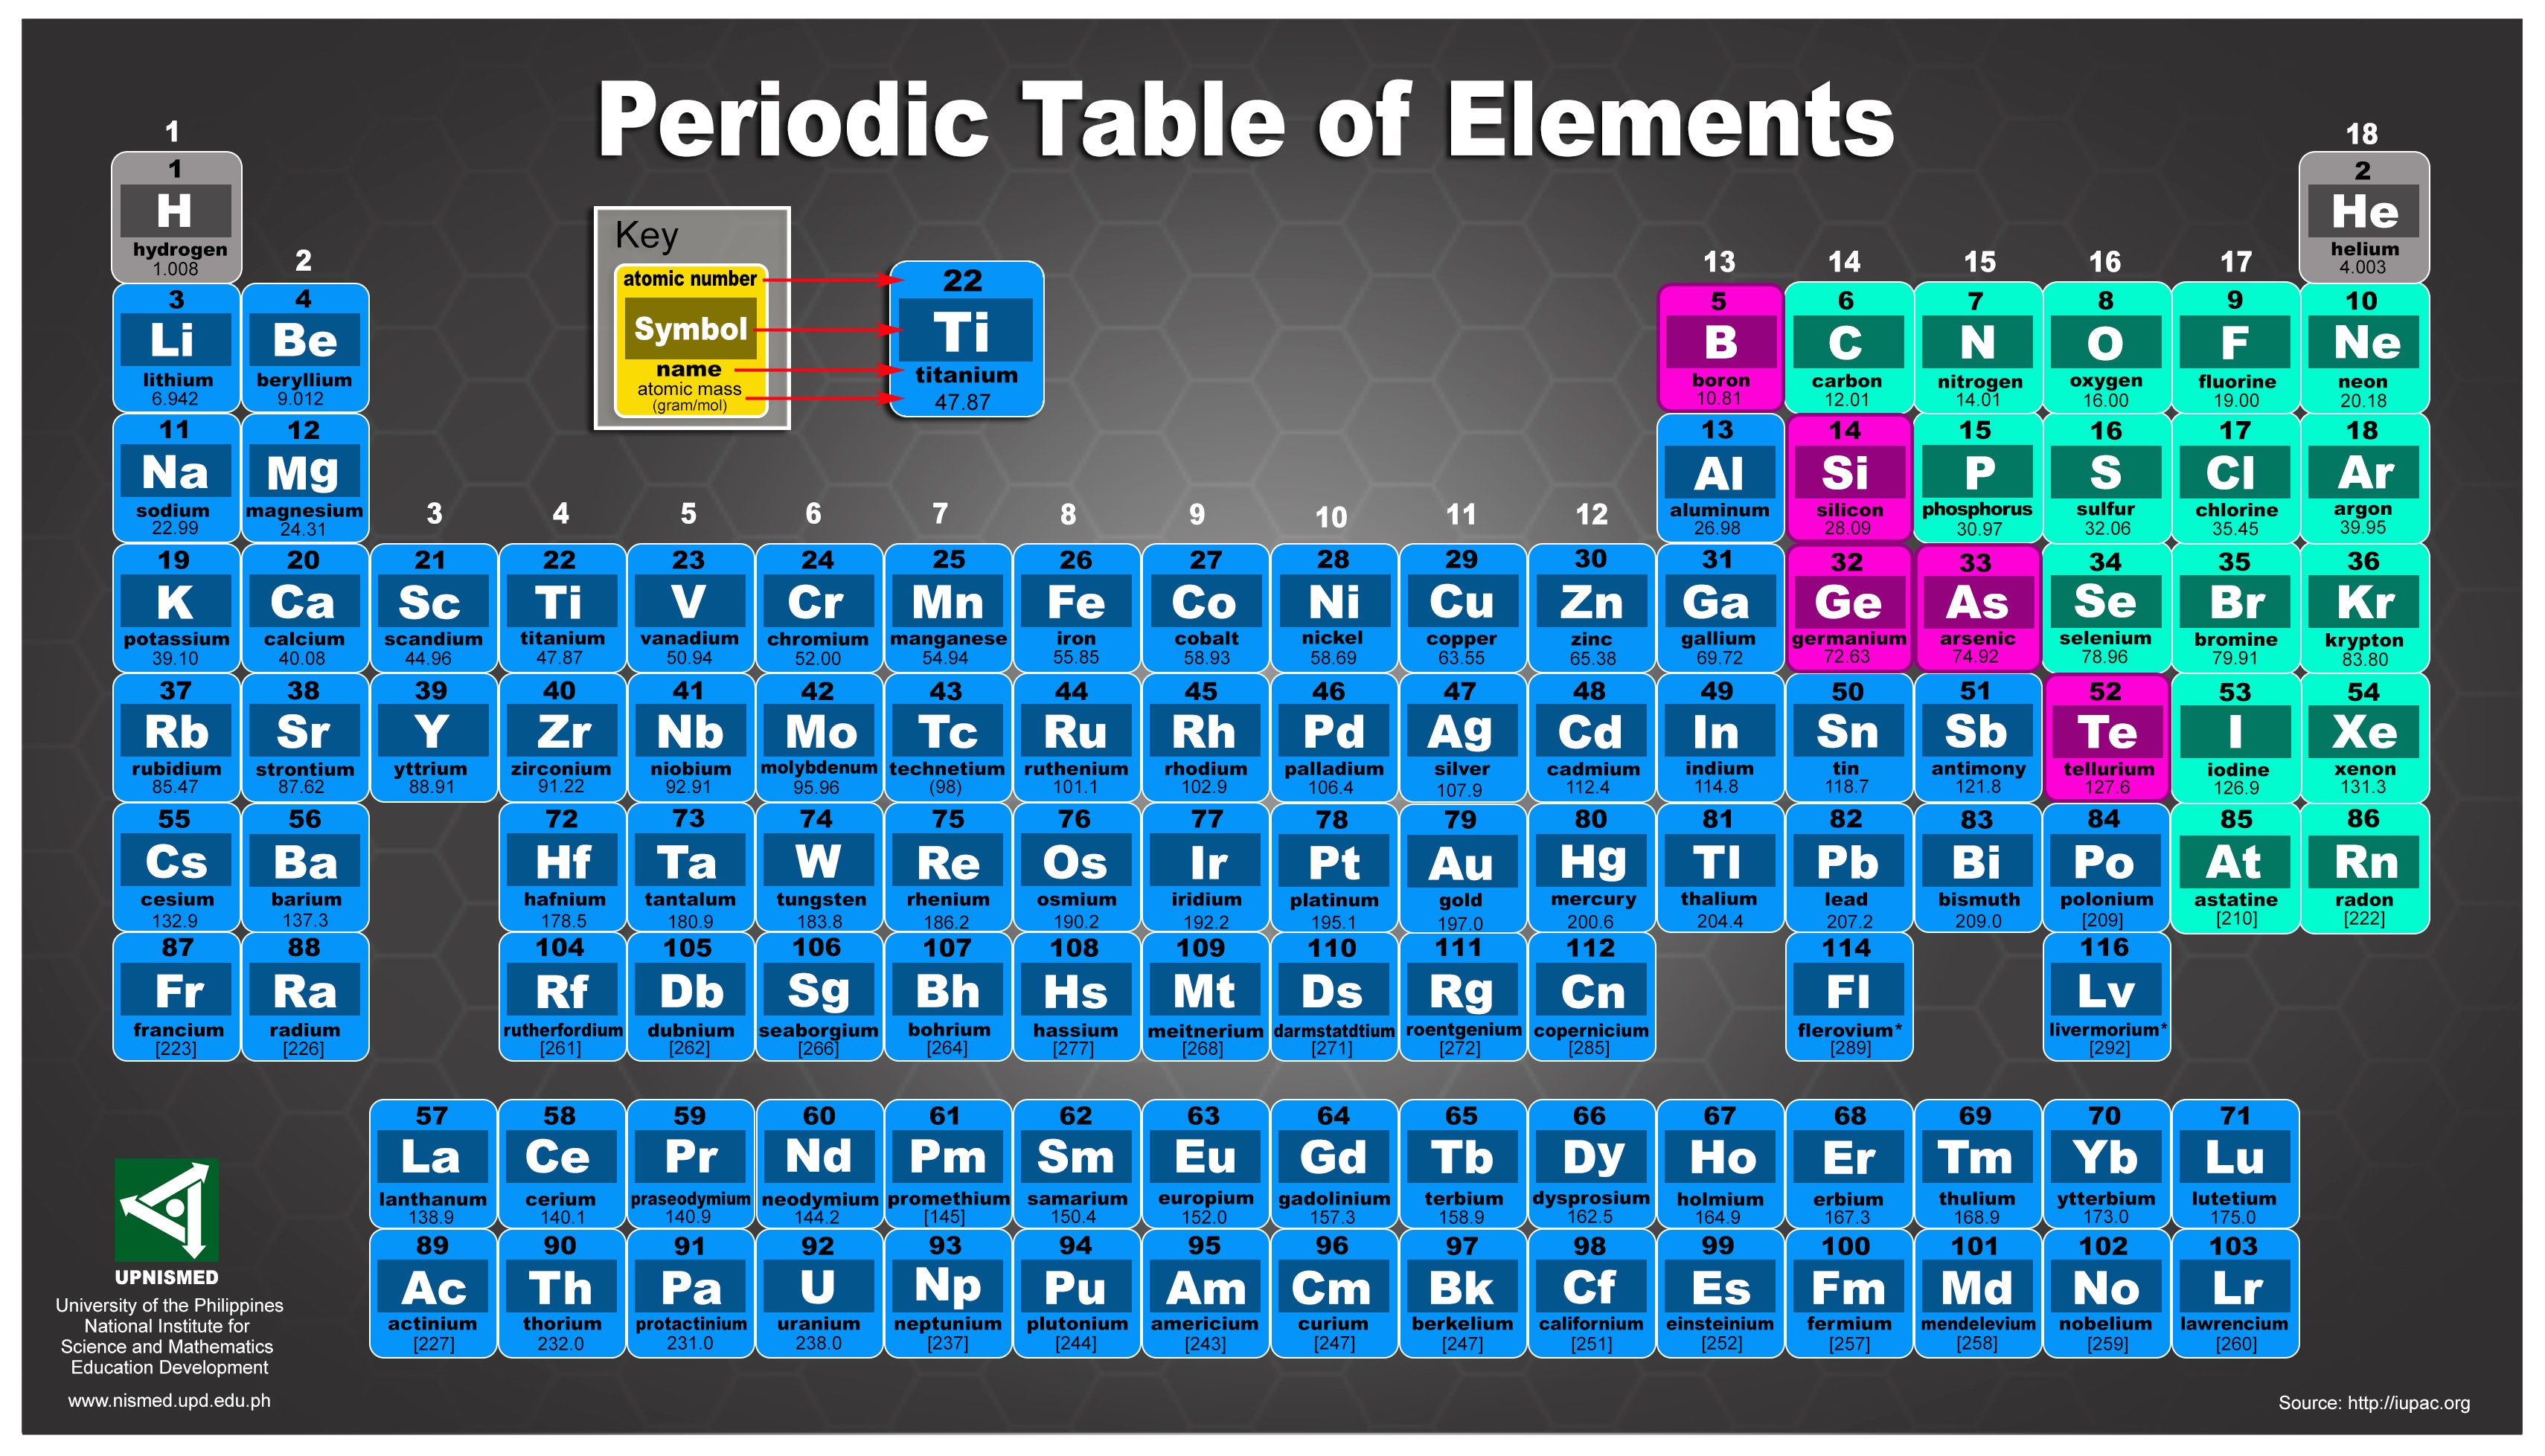 Periodic Table of Elements
1
18
1
H
hydrogen
1.008
2
He
helium
4.003
Key
atomic number
Symbol
name
atomic mass
(gram/mol)
22
Ti
titanium
47.87
2
13 14 15 16 17
3 4 5 6 7 8 9 10
Li Be B C N O F Ne
lithium beryllium boron carbon nitrogen oxygen fluorine neon
6.942 9.012 10.81 12.01 14.01 16.00 19.00 20.18
11 12 13 14 15 16 17 18
Na Mg Al Si P S Cl Ar
sodium magnesium aluminum silicon phosphorus sulfur chlorine argon
22.99 24.31 26.98 28.09 30.97 32.06 35.45 39.95
3 4 5 6 7 8 9 10 11 12
19 20 21 22 23 24 25 26 27 28 29 30 31 32 33 34 35 36
K Ca Sc Ti V Cr Mn Fe Co Ni Cu Zn Ga Ge As Se Br Kr
potassium calcium scandium titanium vanadium chromium manganese iron cobalt nickel copper zinc gallium germanium arsenic selenium bromine krypton
39.10 40.08 44.96 47.87 50.94 52.00 54.94 55.85 58.93 58.69 63.55 65.38 69.72 72.63 74.92 78.96 79.91 83.80
37 38 39 40 41 42 43 44 45 46 47 48 49 50 51 52 53 54
Rb Sr Y Zr Nb Mo Tc Ru Rh Pd Ag Cd In Sn Sb Te I Xe
rubidium strontium yttrium zirconium niobium molybdenum technetium ruthenium rhodium palladium silver cadmium indium tin antimony tellurium iodine xenon
85.47 87.62 88.91 91.22 92.91 95.96 (98) 101.1 102.9 106.4 107.9 112.4 114.8 118.7 121.8 127.6 126.9 131.3
55 56 72 73 74 75 76 77 78 79 80 81 82 83 84 85 86
Cs Ba Hf Ta W Re Os Ir Pt Au Hg Tl Pb Bi Po At Rn
cesium barium hafnium tantalum tungsten rhenium osmium iridium platinum gold mercury thalium lead bismuth polonium astatine radon
132.9 137.3 178.5 180.9 183.8 186.2 190.2 192.2 195.1 197.0 200.6 204.4 207.2 209.0 [209] [210] [222]
87 88 104 105 106 107 108 109 110 111 112 114 116
Fr Ra Rf Db Sg Bh Hs Mt Ds Rg Cn Fl Lv
francium radium rutherfordium dubnium seaborgium bohrium hassium meitnerium darmstatdtium roentgenium copernicium flerovium* livermorium*
[223] [226] [261] [262] [266] [264] [277] [268] [271] [272] [285] [289] [292]
57 58 59 60 61 62 63 64 65 66 67 68 69 70 71
La Ce Pr Nd Pm Sm Eu Gd Tb Dy Ho Er Tm Yb Lu
lanthanum cerium praseodymium neodymium promethium samarium europium gadolinium terbium dysprosium holmium erbium thulium ytterbium lutetium
138.9 140.1 140.9 144.2 [145] 150.4 152.0 157.3 158.9 162.5 164.9 167.3 168.9 173.0 175.0
89 90 91 92 93 94 95 96 97 98 99 100 101 102 103
Ac Th Pa U Np Pu Am Cm Bk Cf Es Fm Md No Lr
actinium thorium protactinium uranium neptunium plutonium americium curium berkelium californium einsteinium fermium mendelevium nobelium lawrencium
[227] 232.0 231.0 238.0 [237] [244] [243] [247] [247] [251] [252] [257] [258] [259] [260]
UPNISMED
University of the Philippines
National Institute for
Science and Mathematics
Education Development
www.nismed.upd.edu.ph
Source: http://iupac.org